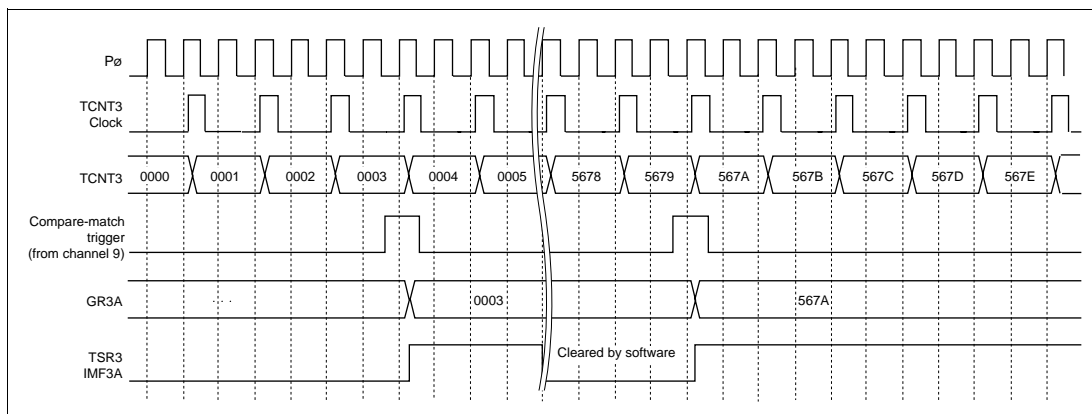 Pø
TCNT3
Clock
TCNT3
0000 0001 0002 0003 0004 0005 5678 5679 567A 567B 567C 567D 567E
Compare-match
trigger
(from channel 9)
GR3A
.... 0003 567A
TSR3
IMF3A
Cleared by software